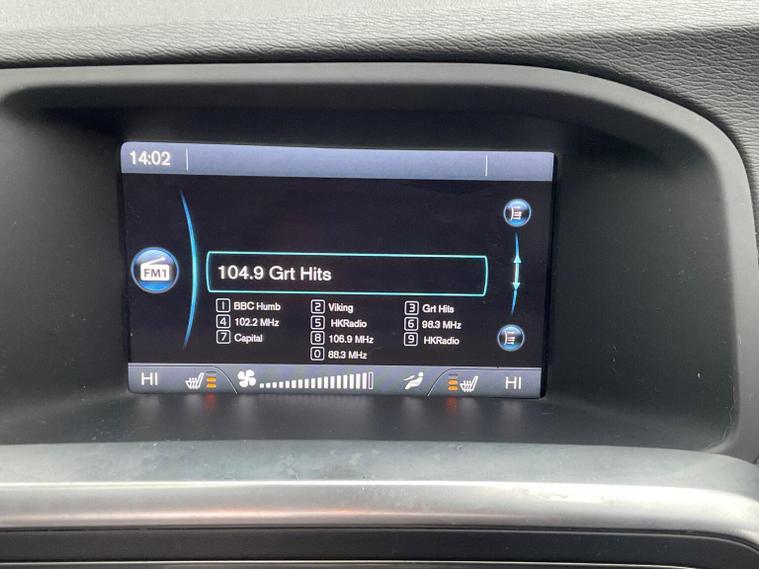 14:02
FM1
104.9 Grt Hits
1 BBC Humb 2 Viking 3 Grt Hits
4 102.2 MHz 5 HKRadio 6 98.3 MHz
7 Capital 8 106.9 MHz 9 HKRadio
0 88.3 MHz
HI HI